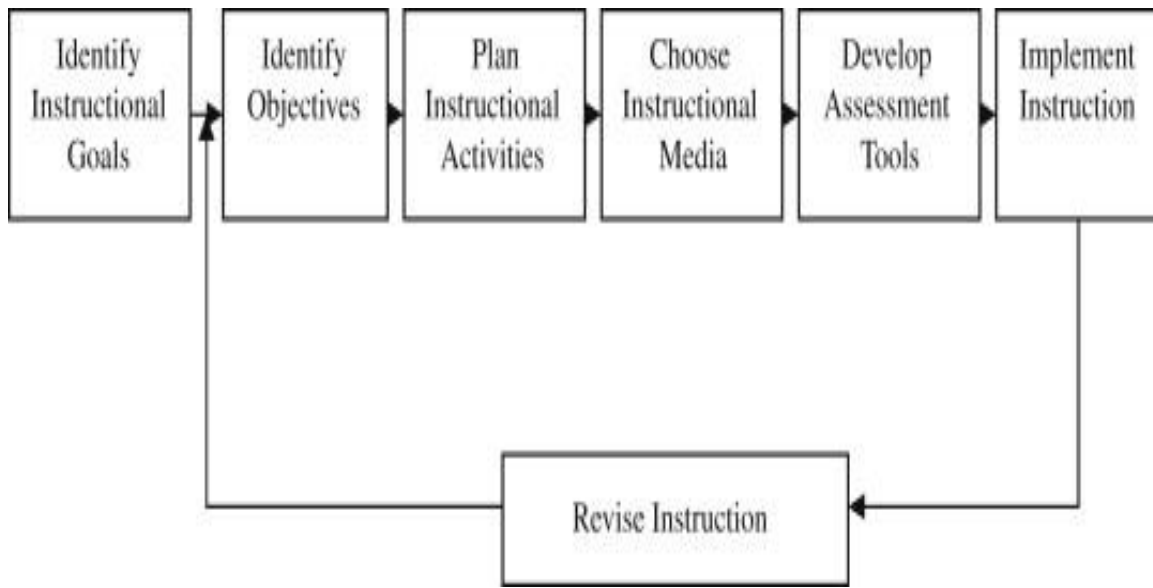 Identify
Instructional
Goals
Identify
Objectives
Plan
Instructional
Activities
Choose
Instructional
Media
Develop
Assessment
Tools
Implement
Instruction
Revise Instruction